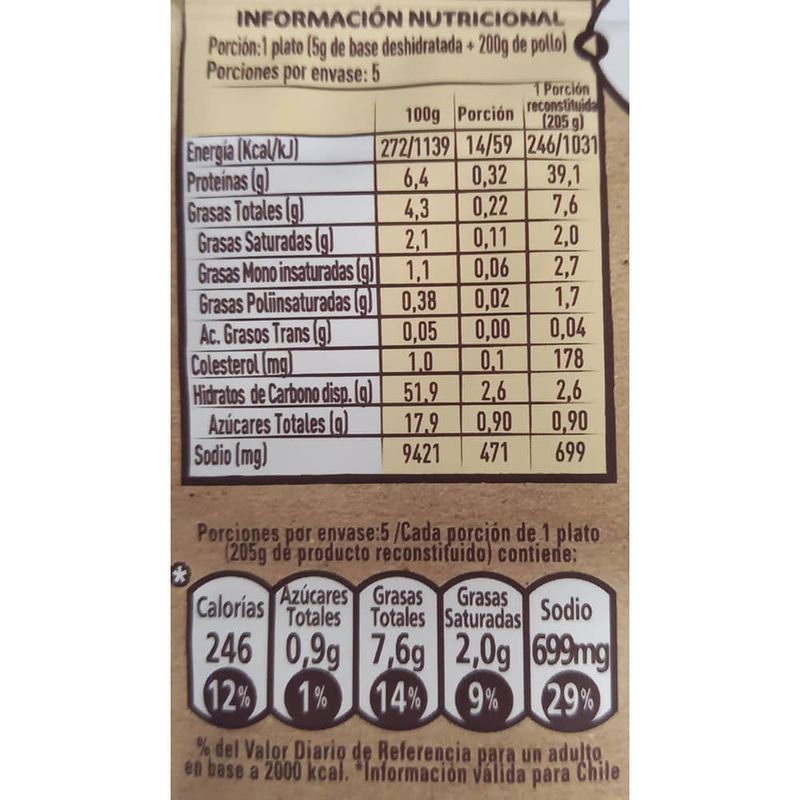 INFORMACIÓN NUTRICIONAL
Porción:1 plato (5g de base deshidratada + 200g de pollo)
Porciones por envase: 5
100g Porción 1 Porción reconstituida (205 g)
Energía (Kcal/kJ) 272/1139 14/59 246/1031
Proteínas (g) 6,4 0,32 39,1
Grasas Totales (g) 4,3 0,22 7,6
Grasas Saturadas (g) 2,1 0,11 2,0
Grasas Mono insaturadas (g) 1,1 0,06 2,7
Grasas Poliinsaturadas (g) 0,38 0,02 1,7
Ac. Grasos Trans (g) 0,05 0,00 0,04
Colesterol (mg) 1,0 0,1 178
Hidratos de Carbono disp. (g) 51,9 2,6 2,6
Azúcares Totales (g) 17,9 0,90 0,90
Sodio (mg) 9421 471 699
Porciones por envase:5 /Cada porción de 1 plato
(205g de producto reconstituido) contiene:
*
Calorías Azúcares Totales Grasas Totales Grasas Saturadas Sodio
246 0,9g 7,6g 2,0g 699mg
12% 1% 14% 9% 29%
% del Valor Diario de Referencia para un adulto
en base a 2000 kcal. *Información válida para Chile